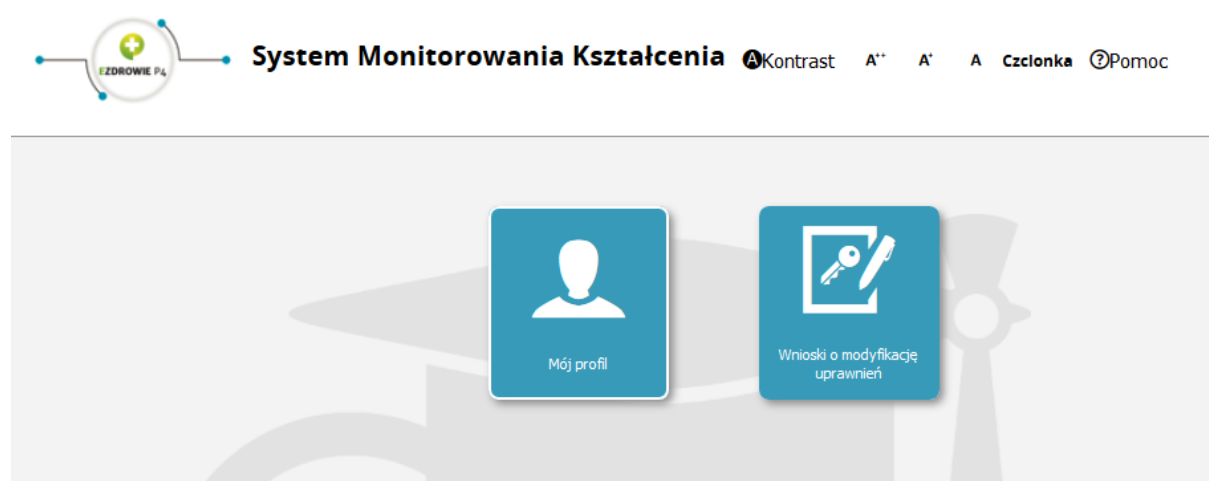 EZDROWIE P4
System Monitorowania Kształcenia
A Kontrast A++ A+ A Czcionka ?Pomoc
Mój profil
Wnioski o modyfikację
uprawnień